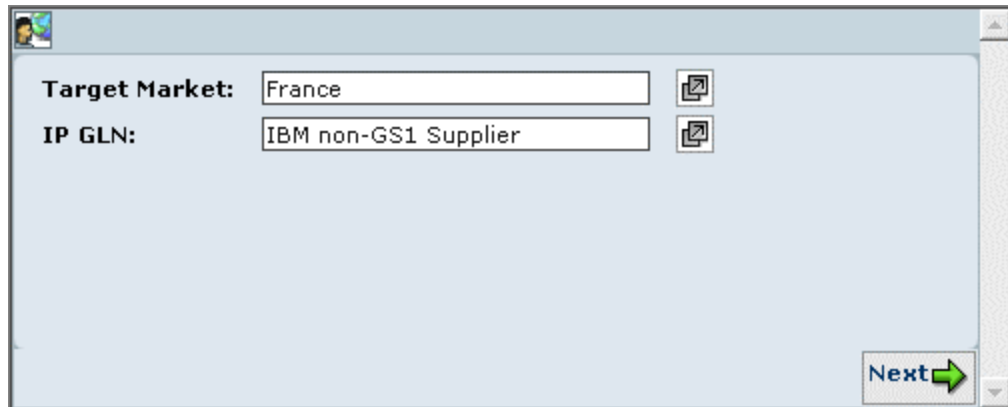 Target Market: France
IP GLN: IBM non-GS1 Supplier
Next